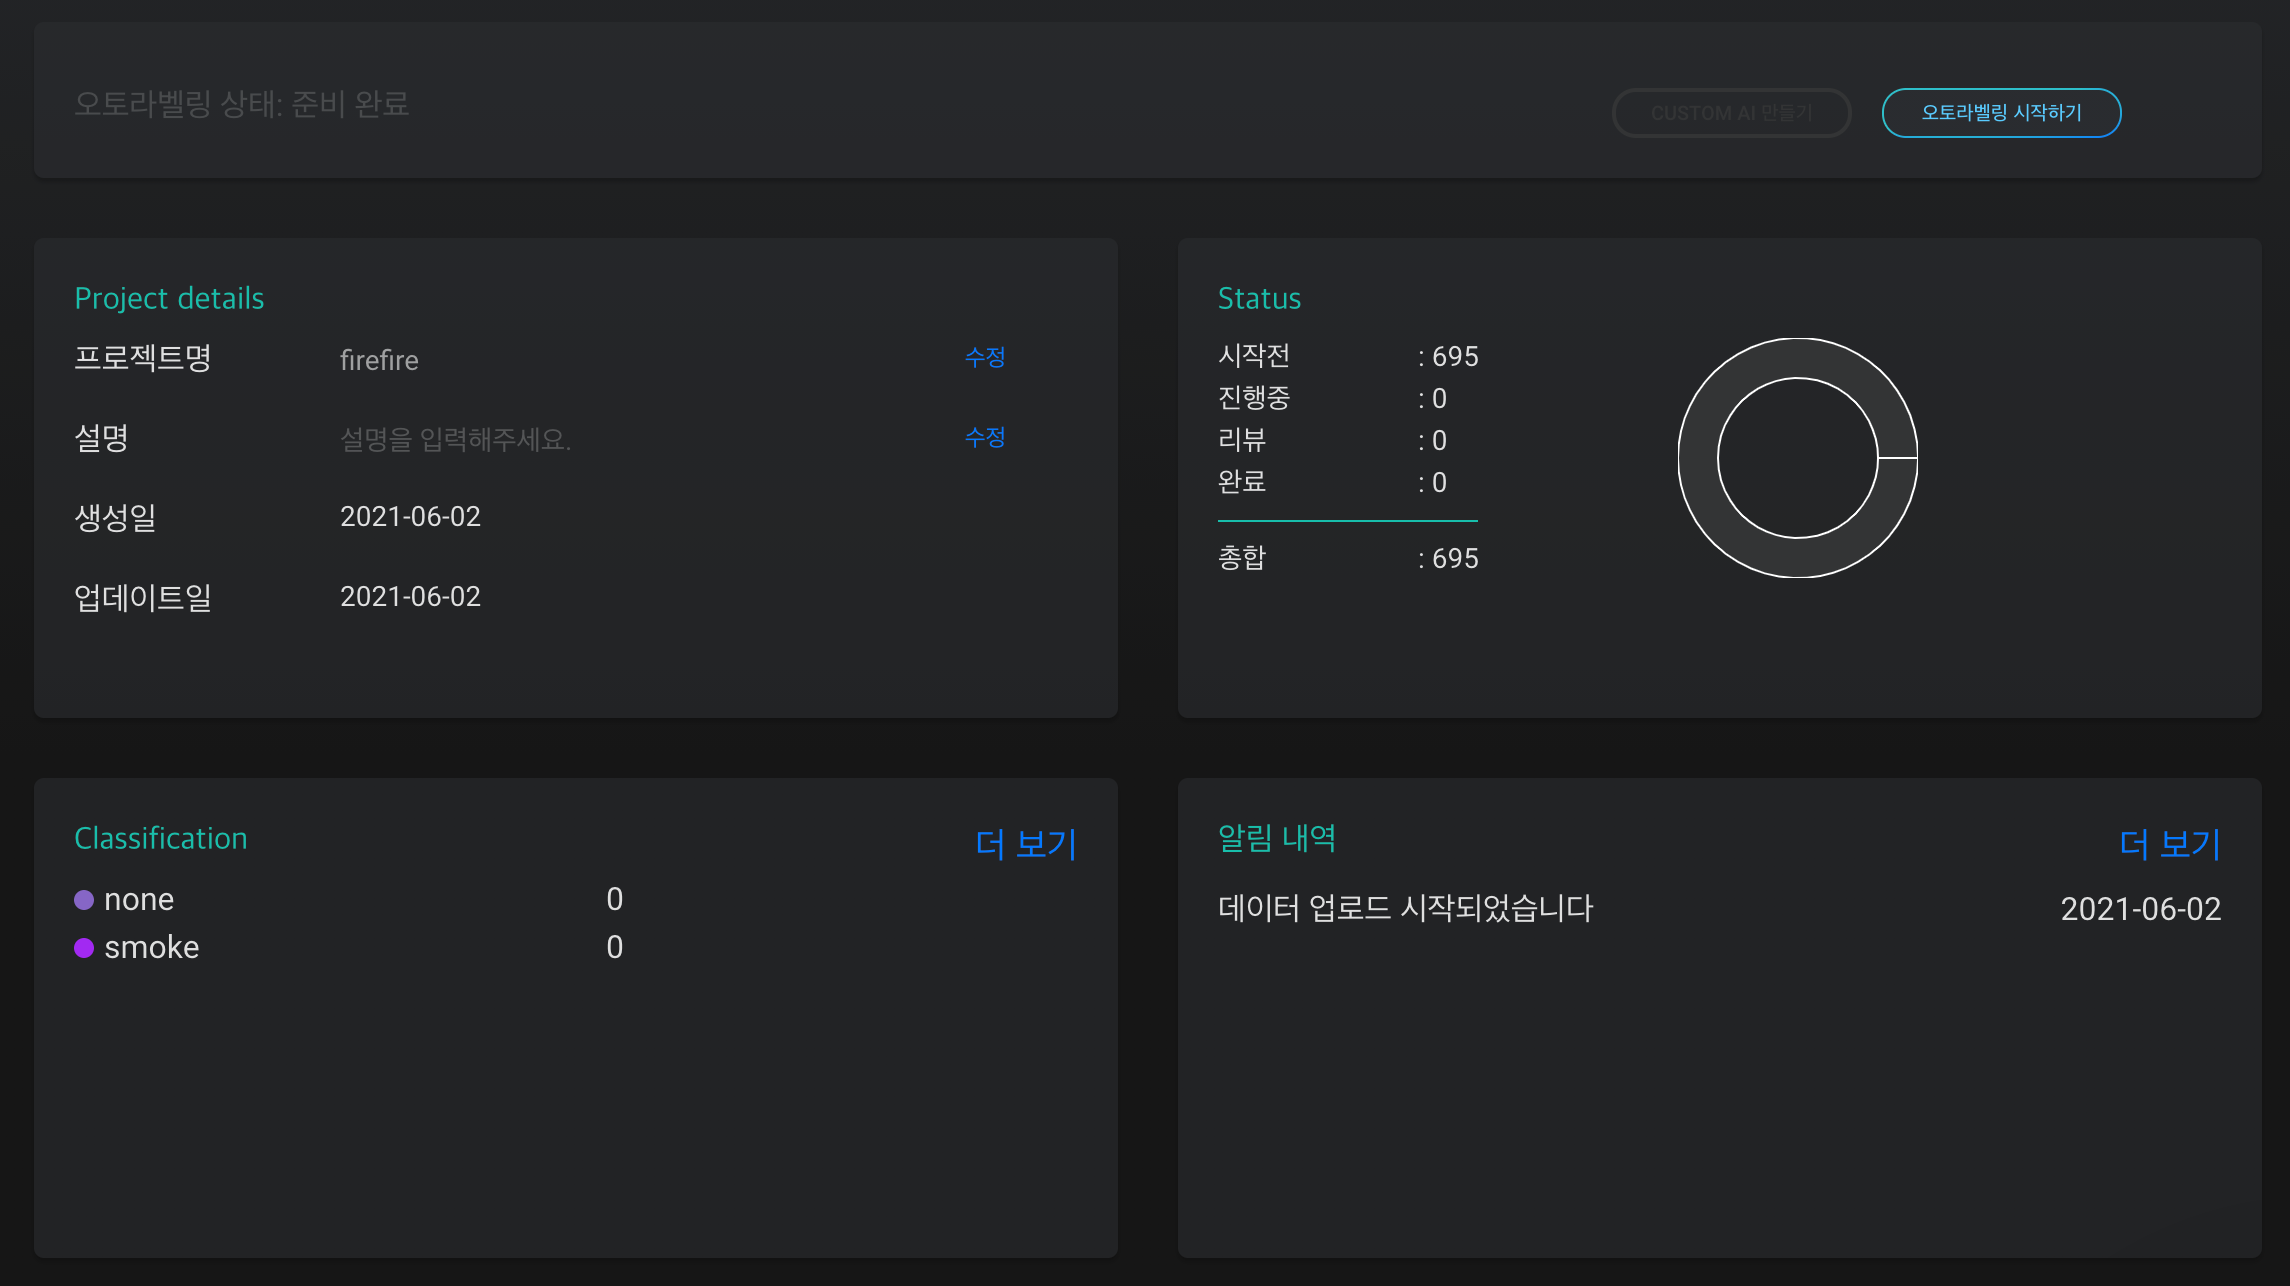 오토라벨링 상태: 준비 완료
CUSTOM AI 만들기
오토라벨링 시작하기
Project details
프로젝트명 firefire 수정
설명 설명을 입력해주세요. 수정
생성일 2021-06-02
업데이트일 2021-06-02
Status
시작전 : 695
진행중 : 0
리뷰 : 0
완료 : 0
총합 : 695
Classification 더 보기
none 0
smoke 0
알림 내역 더 보기
데이터 업로드 시작되었습니다 2021-06-02